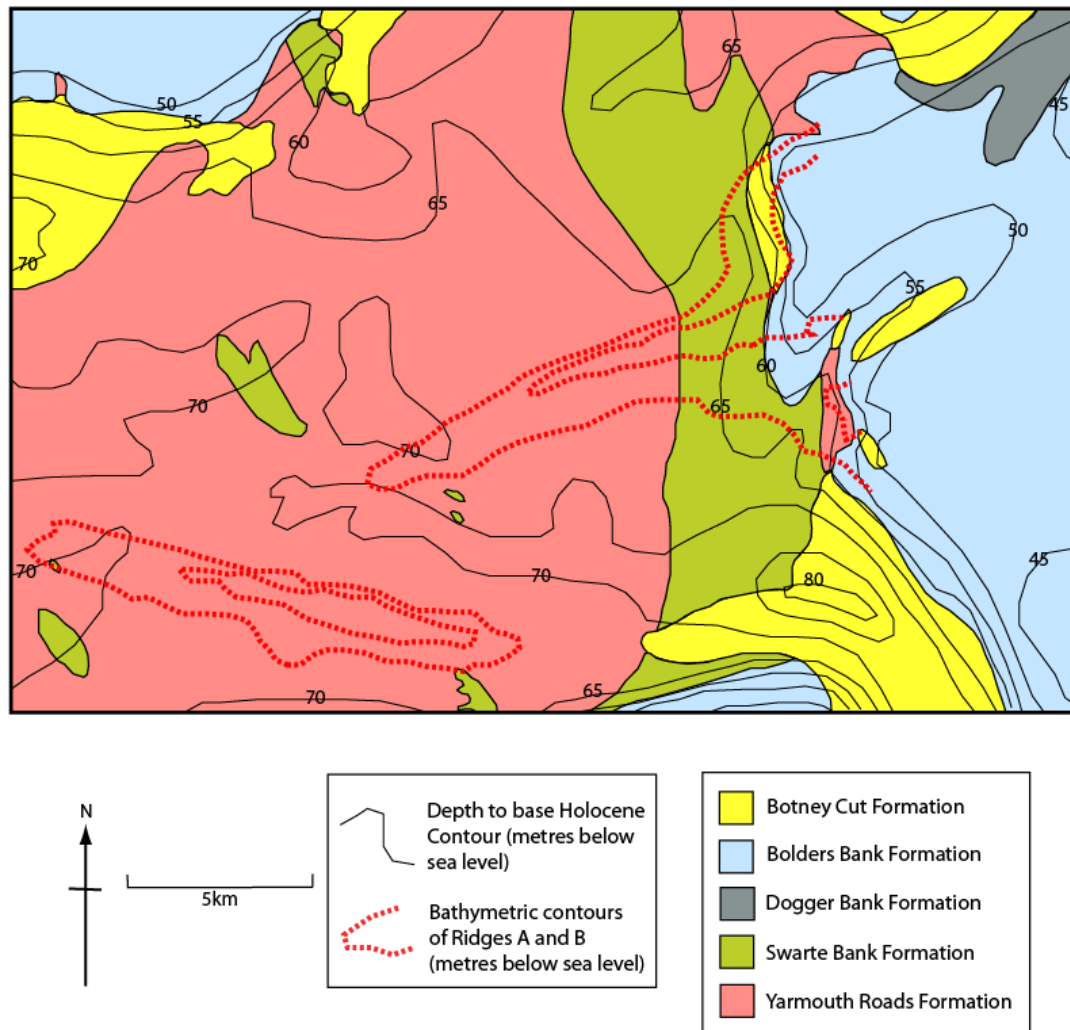 65
50
45
55
60
65
50
70
55
70
60
65
70
70
70
80
45
65
70
N
5km
Depth to base Holocene
Contour (metres below
sea level)
Bathymetric contours
of Ridges A and B
(metres below sea level)
Botney Cut Formation
Bolders Bank Formation
Dogger Bank Formation
Swarte Bank Formation
Yarmouth Roads Formation